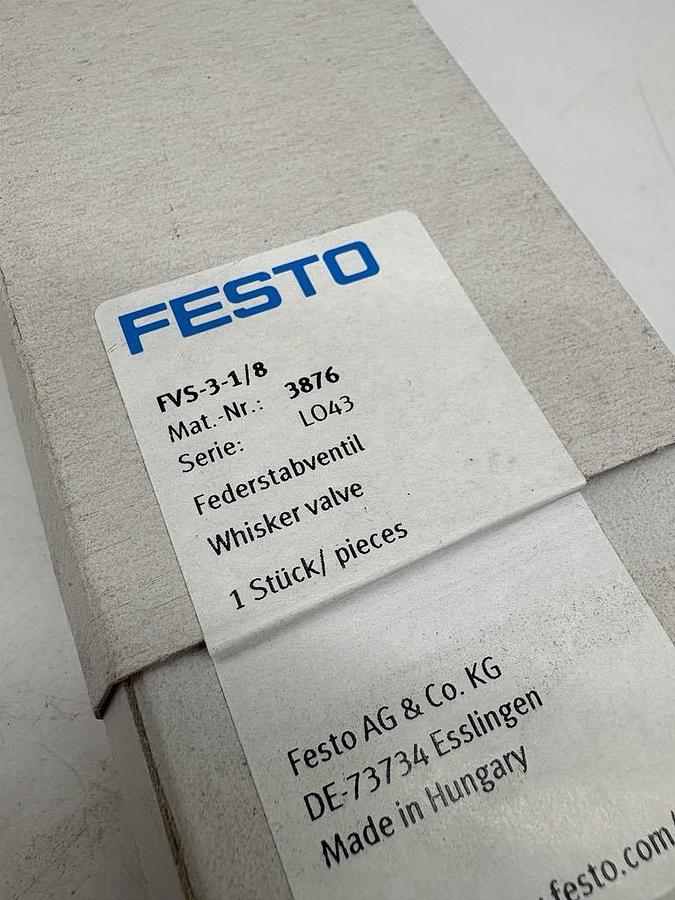 FESTO
FVS-3-1/8
Mat.-Nr.: 3876
Serie: LO43
Federstabventil
Whisker valve
1 Stück/ pieces
Festo AG & Co. KG
DE-73734 Esslingen
Made in Hungary
.festo.com/